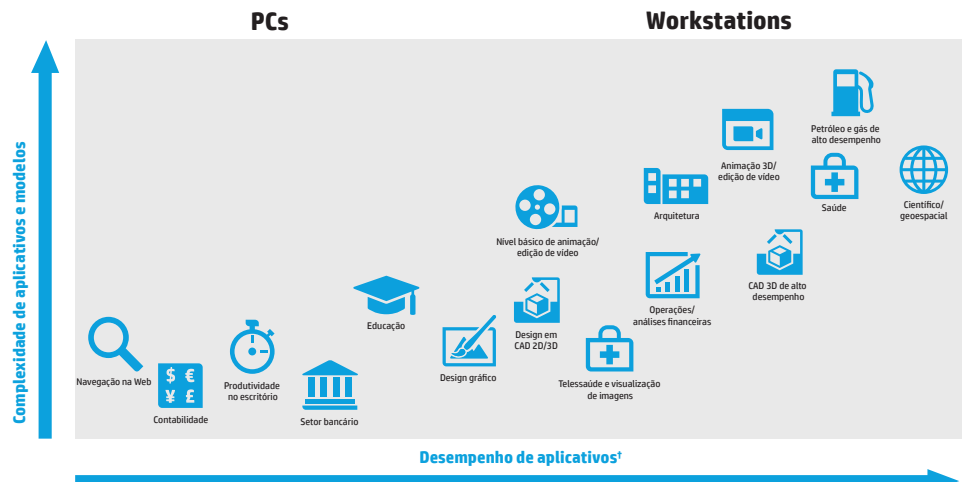 PCs
Workstations
Complexidade de aplicativos e modelos
Petróleo e gás de
alto desempenho
Animação 3D/
edição de vídeo
Saúde
Científico/
geoespacial
Arquitetura
Nível básico de animação/
edição de vídeo
CAD 3D de alto
desempenho
Operações/
análises financeiras
Educação
Design em
CAD 2D/3D
Design gráfico
Telessaúde e visualização
de imagens
Navegação na Web
$ €
¥ £
Contabilidade
Produtividade
no escritório
Setor bancário
Desempenho de aplicativos†